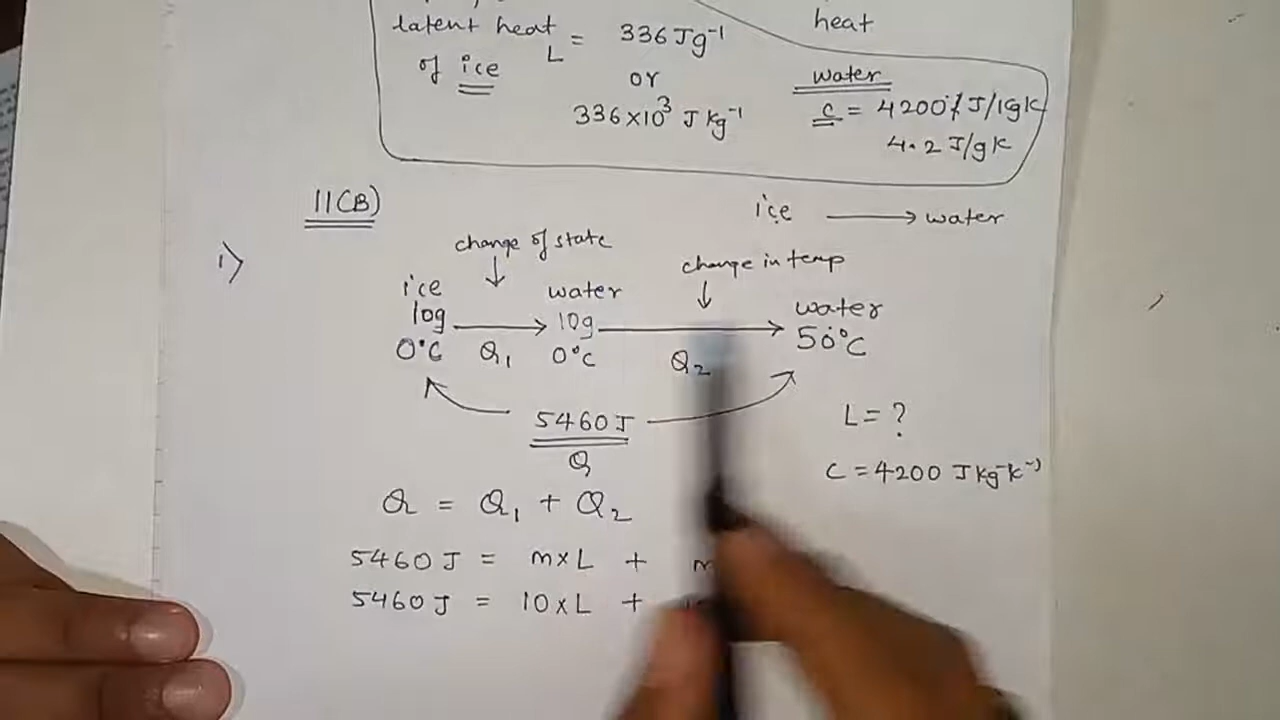 latent heat L = 336 Jg⁻¹
heat
of ice
or
336×10³ J kg⁻¹
water
c = 4200 J/kgK
4.2 J/gK
11(B)
ice → water
i)
change of state
change in temp
ice
water
water
10g
10g
50°C
0°C
Q₁
0°C
Q₂
5460 J
Q
L = ?
C = 4200 J kg⁻K⁻¹
Q = Q₁ + Q₂
5460 J = m×L + m
5460 J = 10×L +